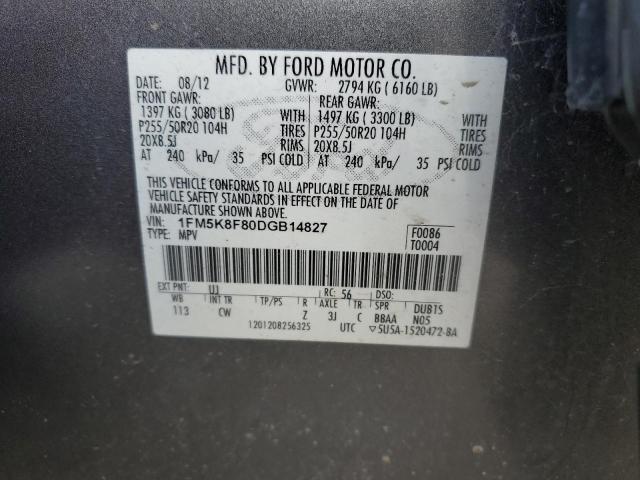 MFD. BY FORD MOTOR CO.
DATE: 08/12 GVWR: 2794 KG ( 6160 LB)
FRONT GAWR: REAR GAWR:
1397 KG ( 3080 LB) WITH 1497 KG ( 3300 LB) WITH
P255/50R20 104H TIRES P255/50R20 104H TIRES
20X8.5J RIMS 20X8.5J RIMS
AT 240 kPa/ 35 PSI COLD AT 240 kPa/ 35 PSI COLD
THIS VEHICLE CONFORMS TO ALL APPLICABLE FEDERAL MOTOR
VEHICLE SAFETY STANDARDS IN EFFECT ON THE DATE OF
MANUFACTURE SHOWN ABOVE.
VIN: 1FM5K8F80DGB14827 F0086
TYPE: MPV T0004
EXT PNT: UJ RC: 56 DSO:
WB INT TR TP/PS R AXLE TR SPR DUBTS
113 CW Z 3J C BBAA N05
1201208256325 UTC ▽5U5A-1520472-BA
Ford